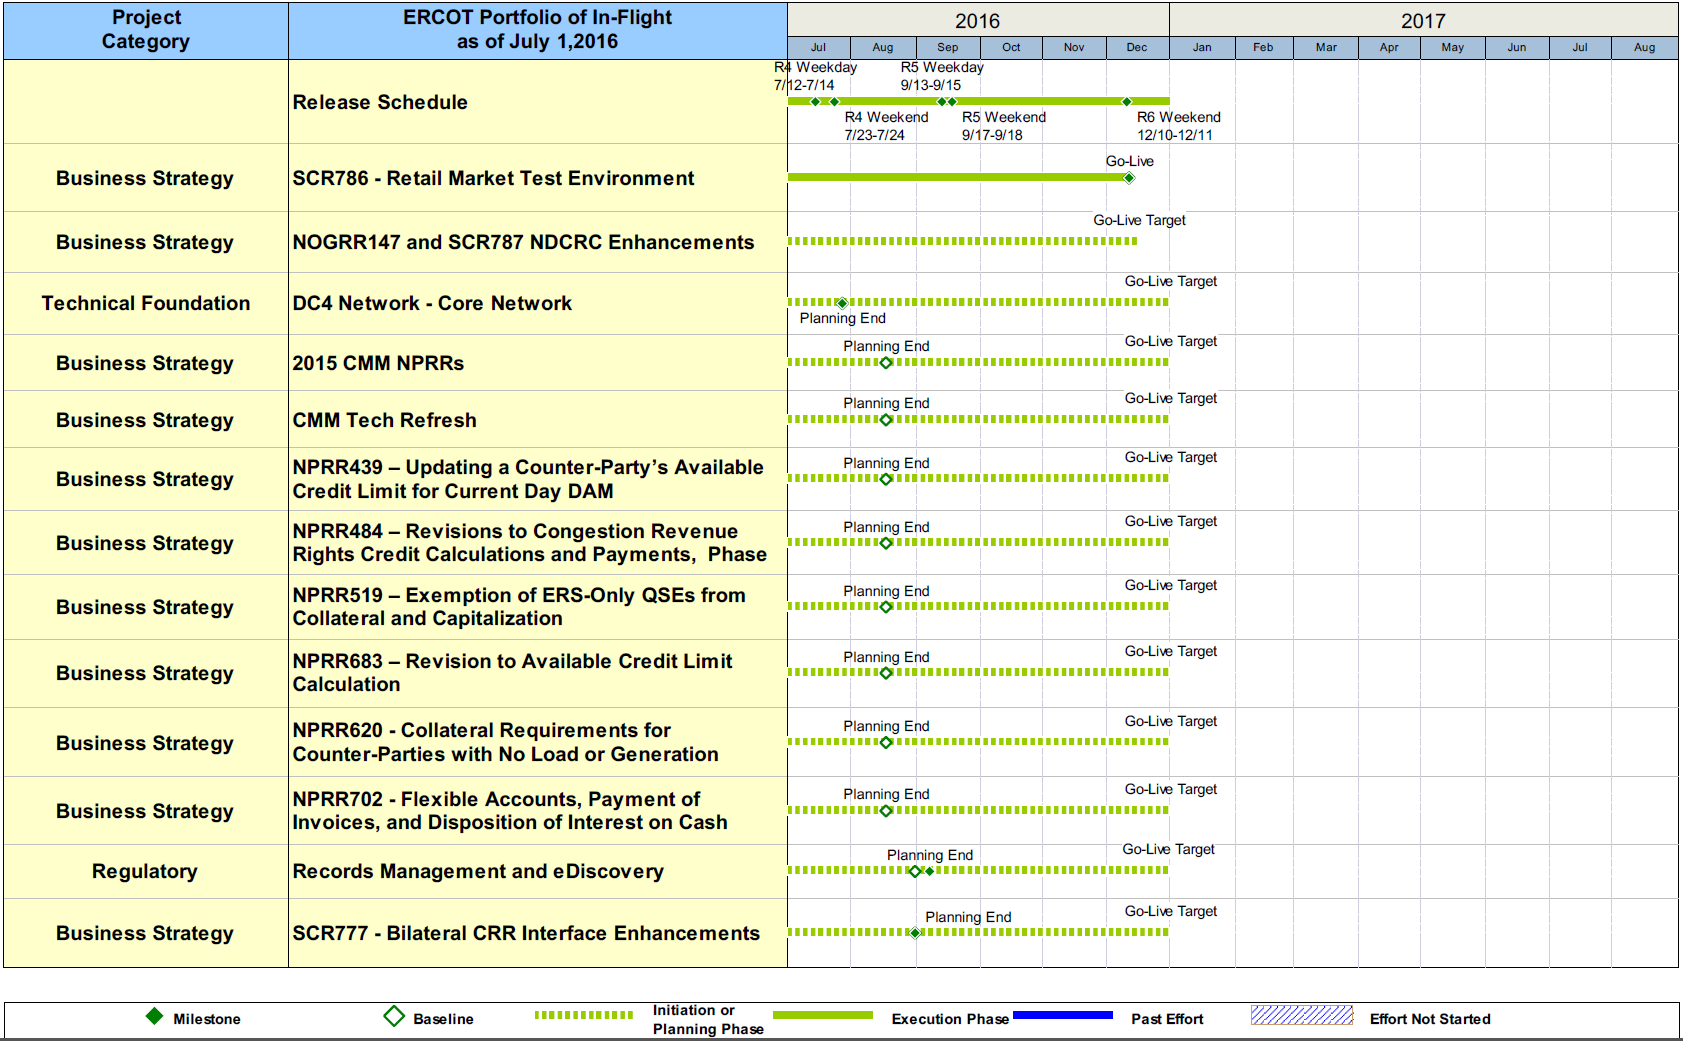 Project
Category
ERCOT Portfolio of In-Flight
as of July 1,2016
2016
2017
Jul
Aug
Sep
Oct
Nov
Dec
Jan
Feb
Mar
Apr
May
Jun
Jul
Aug
Release Schedule
R4 Weekday
7/12-7/14
R5 Weekday
9/13-9/15
R4 Weekend
7/23-7/24
R5 Weekend
9/17-9/18
R6 Weekend
12/10-12/11
Business Strategy
SCR786 - Retail Market Test Environment
Go-Live
Business Strategy
NOGRR147 and SCR787 NDCRC Enhancements
Go-Live Target
Technical Foundation
DC4 Network - Core Network
Go-Live Target
Planning End
Business Strategy
2015 CMM NPRRs
Planning End
Go-Live Target
Business Strategy
CMM Tech Refresh
Planning End
Go-Live Target
Business Strategy
NPRR439 – Updating a Counter-Party’s Available
Credit Limit for Current Day DAM
Planning End
Go-Live Target
Business Strategy
NPRR484 – Revisions to Congestion Revenue
Rights Credit Calculations and Payments, Phase
Planning End
Go-Live Target
Business Strategy
NPRR519 – Exemption of ERS-Only QSEs from
Collateral and Capitalization
Planning End
Go-Live Target
Business Strategy
NPRR683 – Revision to Available Credit Limit
Calculation
Planning End
Go-Live Target
Business Strategy
NPRR620 - Collateral Requirements for
Counter-Parties with No Load or Generation
Planning End
Go-Live Target
Business Strategy
NPRR702 - Flexible Accounts, Payment of
Invoices, and Disposition of Interest on Cash
Planning End
Go-Live Target
Regulatory
Records Management and eDiscovery
Planning End
Go-Live Target
Business Strategy
SCR777 - Bilateral CRR Interface Enhancements
Planning End
Go-Live Target
Milestone
Baseline
Initiation or
Planning Phase
Execution Phase
Past Effort
Effort Not Started